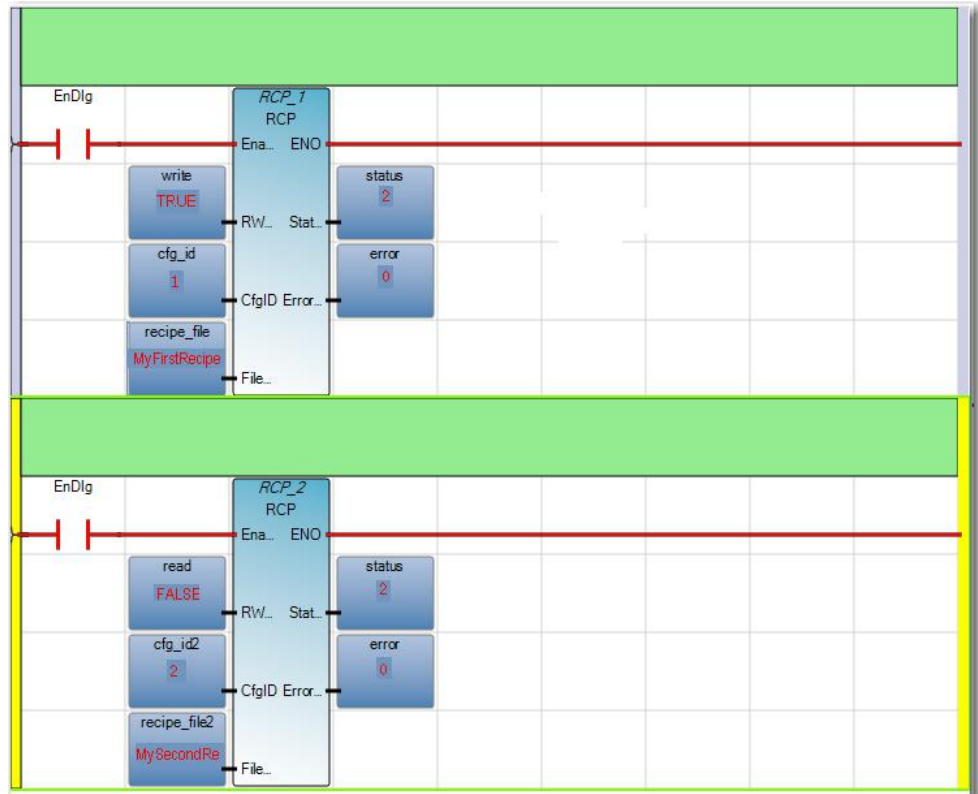 EnDlg
RCP_1
RCP
Ena... ENO
write
TRUE
status
2
RW... Stat...
cfg_id
1
error
0
CfgID Error...
recipe_file
MyFirstRecipe
File...
EnDlg
RCP_2
RCP
Ena... ENO
read
FALSE
status
2
RW... Stat...
cfg_id2
2
error
0
CfgID Error...
recipe_file2
MySecondRe
File...